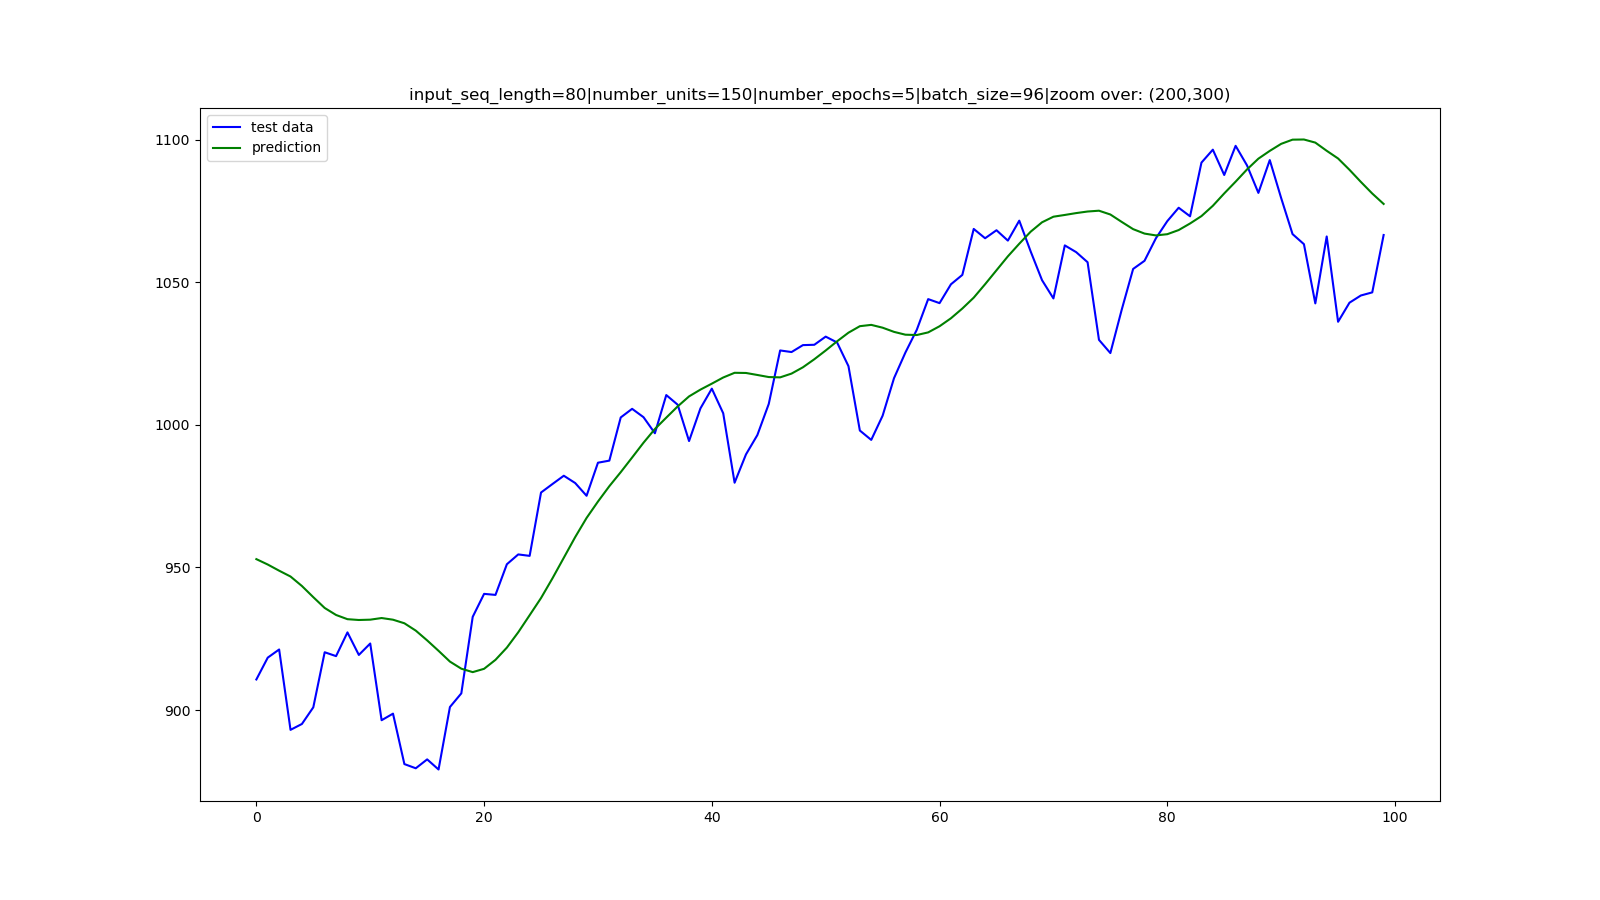 input_seq_length=80|number_units=150|number_epochs=5|batch_size=96|zoom over: (200,300)
test data
prediction
1100
1050
1000
950
900
0 20 40 60 80 100